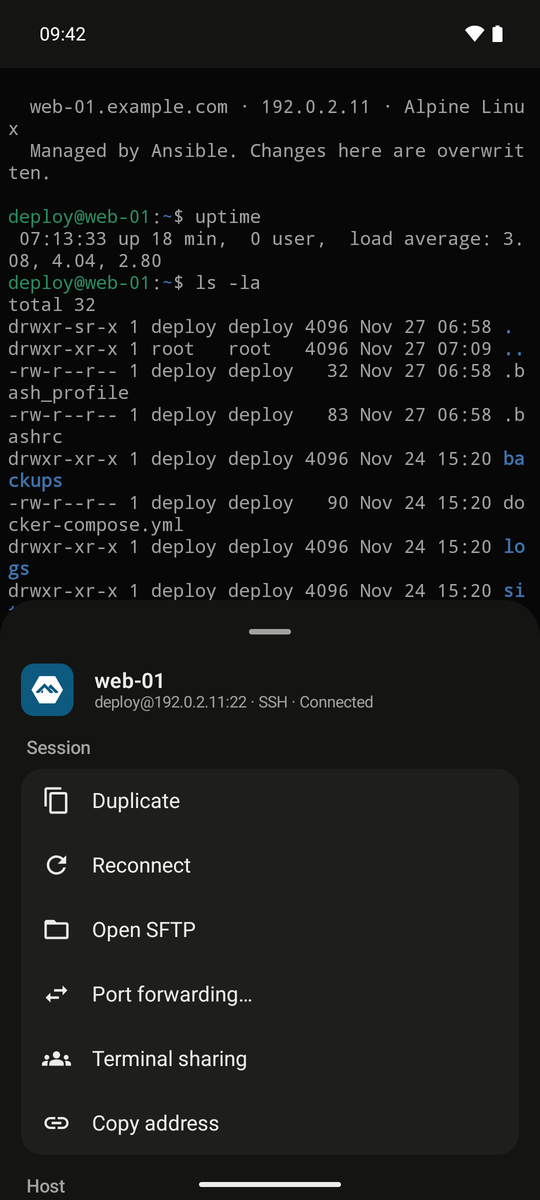 09:42
web-01.example.com · 192.0.2.11 · Alpine Linu
x
Managed by Ansible. Changes here are overwrit
ten.
deploy@web-01:~$ uptime
07:13:33 up 18 min,  0 user,  load average: 3.
08, 4.04, 2.80
deploy@web-01:~$ ls -la
total 32
drwxr-sr-x 1 deploy deploy 4096 Nov 27 06:58 .
drwxr-xr-x 1 root   root   4096 Nov 27 07:09 ..
-rw-r--r-- 1 deploy deploy   32 Nov 27 06:58 .b
ash_profile
-rw-r--r-- 1 deploy deploy   83 Nov 27 06:58 .b
ashrc
drwxr-xr-x 1 deploy deploy 4096 Nov 24 15:20 ba
ckups
-rw-r--r-- 1 deploy deploy   90 Nov 24 15:20 do
cker-compose.yml
drwxr-xr-x 1 deploy deploy 4096 Nov 24 15:20 lo
gs
drwxr-xr-x 1 deploy deploy 4096 Nov 24 15:20 si
web-01
deploy@192.0.2.11:22 · SSH · Connected
Session
Duplicate
Reconnect
Open SFTP
Port forwarding…
Terminal sharing
Copy address
Host